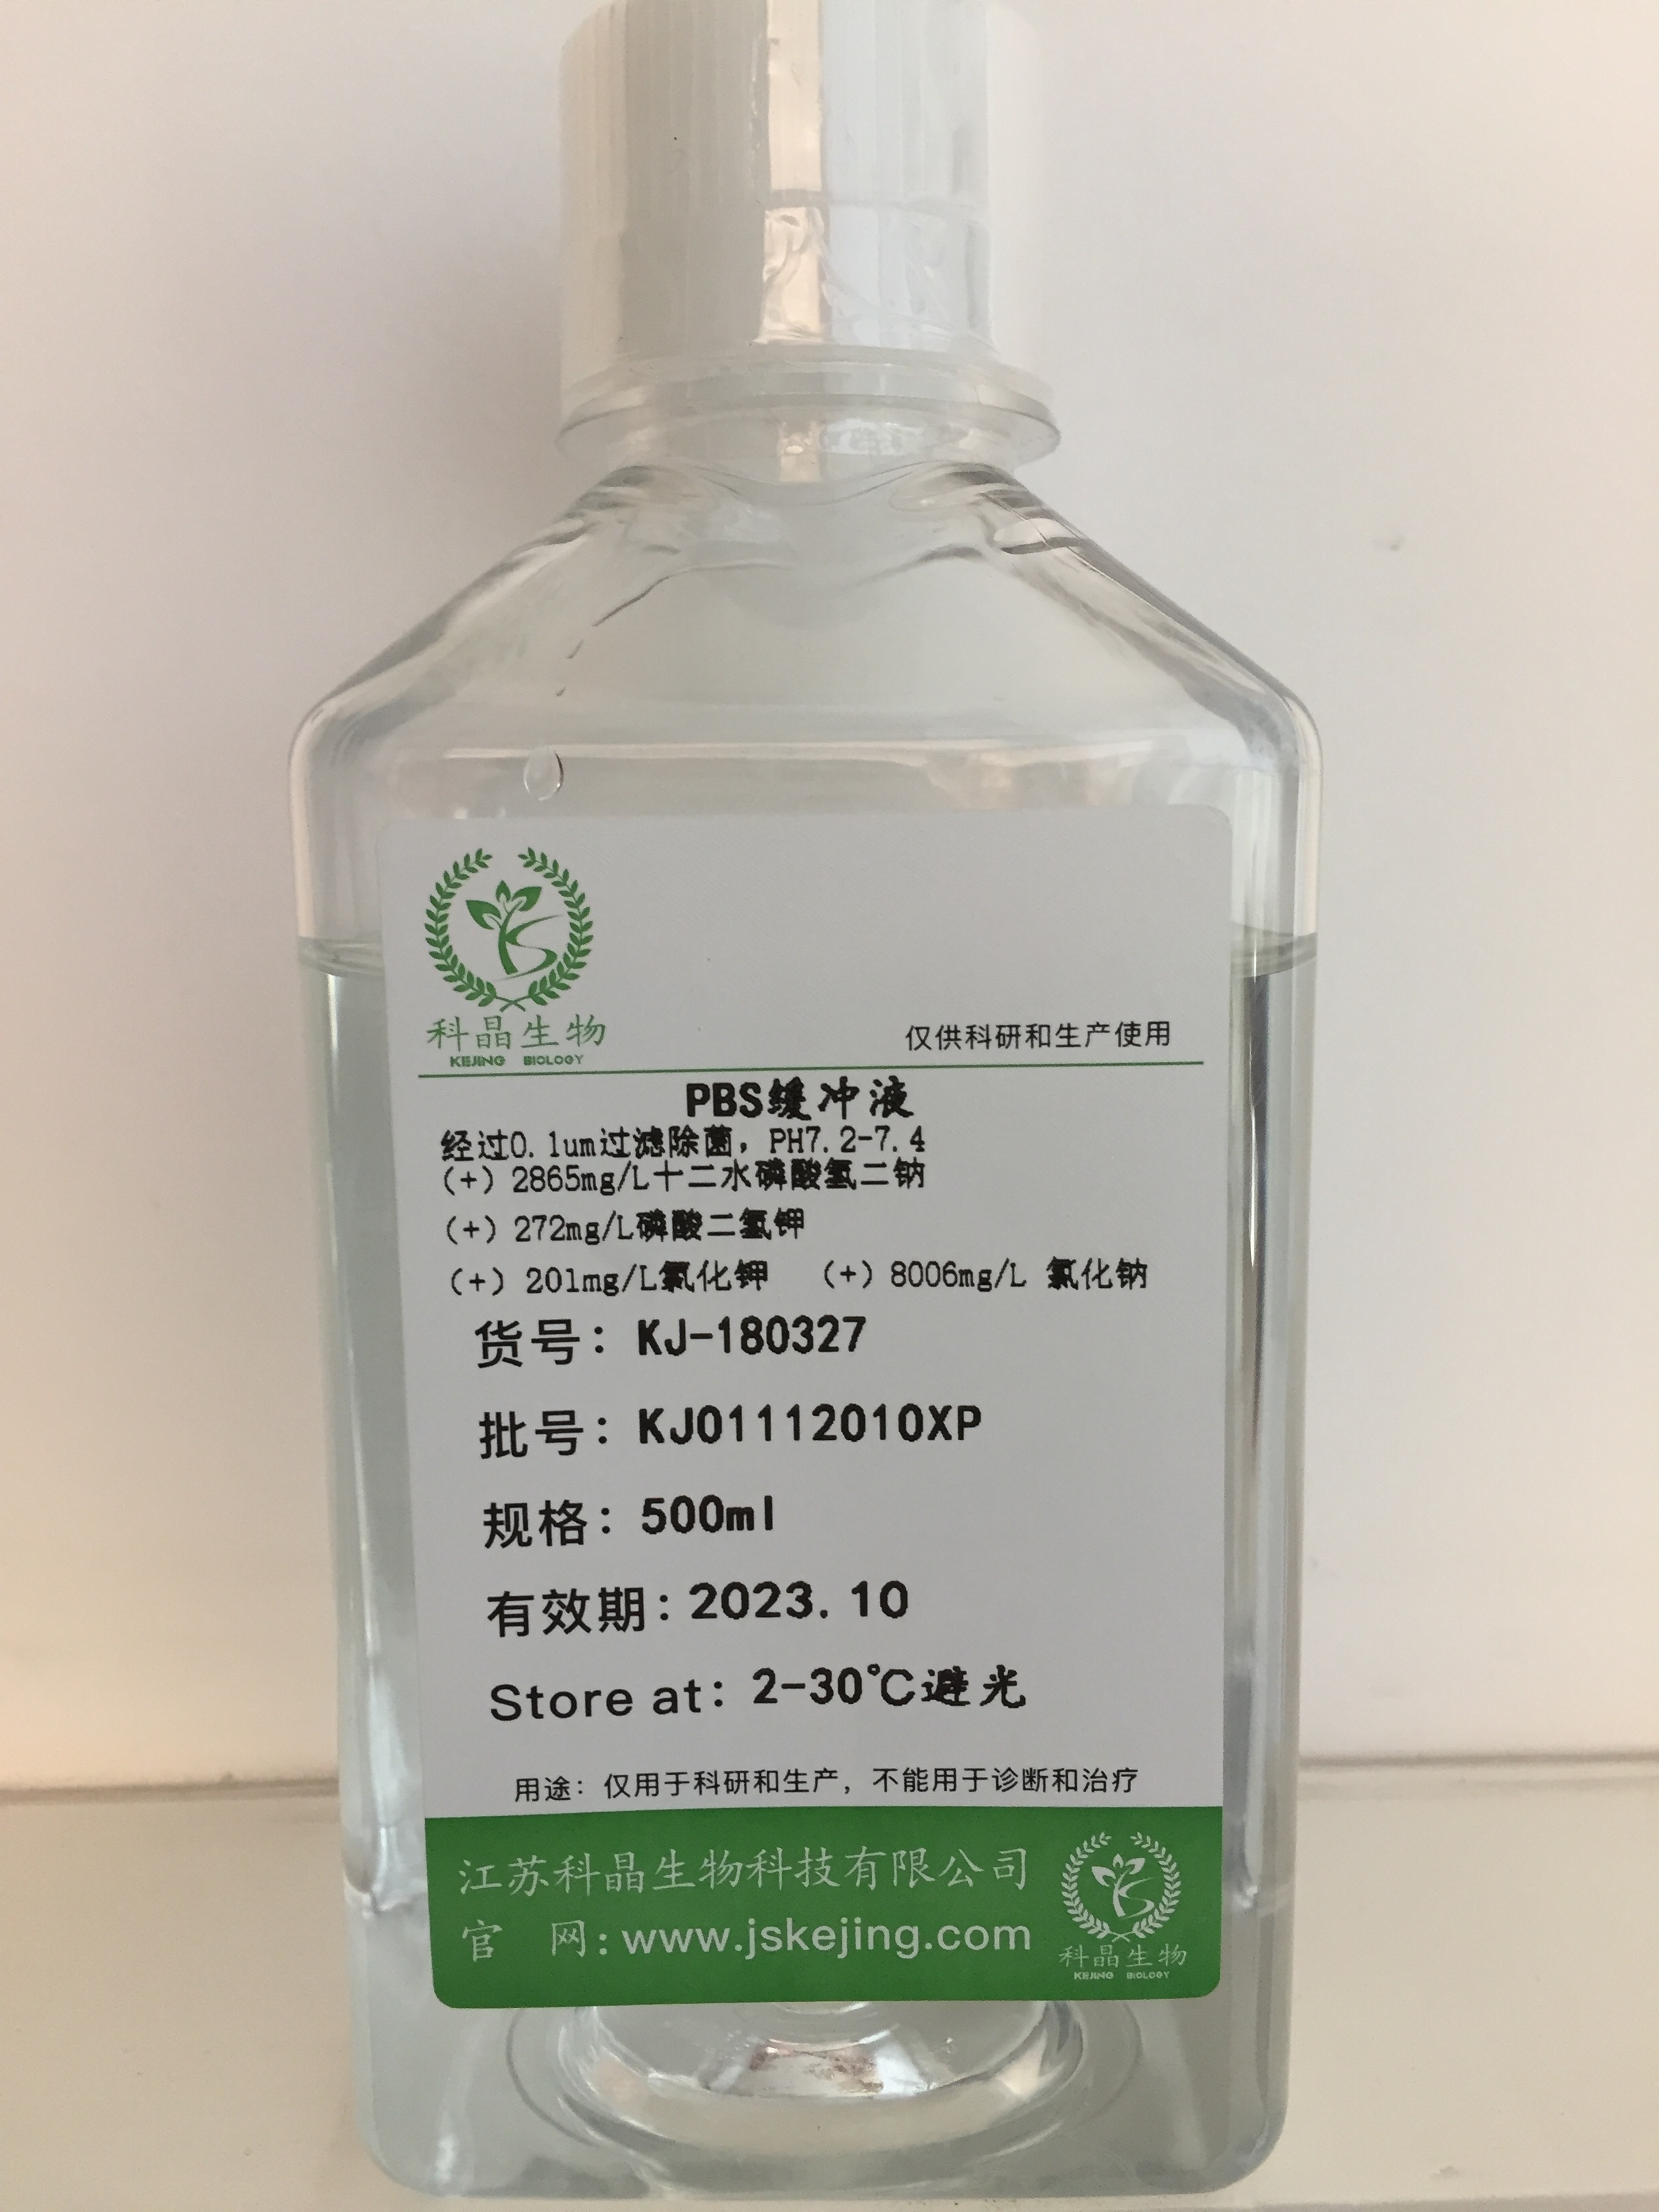 科晶生物
KEJING BIOLOGY
仅供科研和生产使用
PBS缓冲液
经过0.1um过滤除菌，PH7.2-7.4
(+) 2865mg/L十二水磷酸氢二钠
(+) 272mg/L磷酸二氢钾
(+) 201mg/L氯化钾 (+) 8006mg/L 氯化钠
货号：KJ-180327
批号：KJ01112010XP
规格：500ml
有效期：2023.10
Store at：2-30℃避光
用途：仅用于科研和生产，不能用于诊断和治疗
江苏科晶生物科技有限公司
官 网：www.jskejing.com
科晶生物
KEJING BIOLOGY